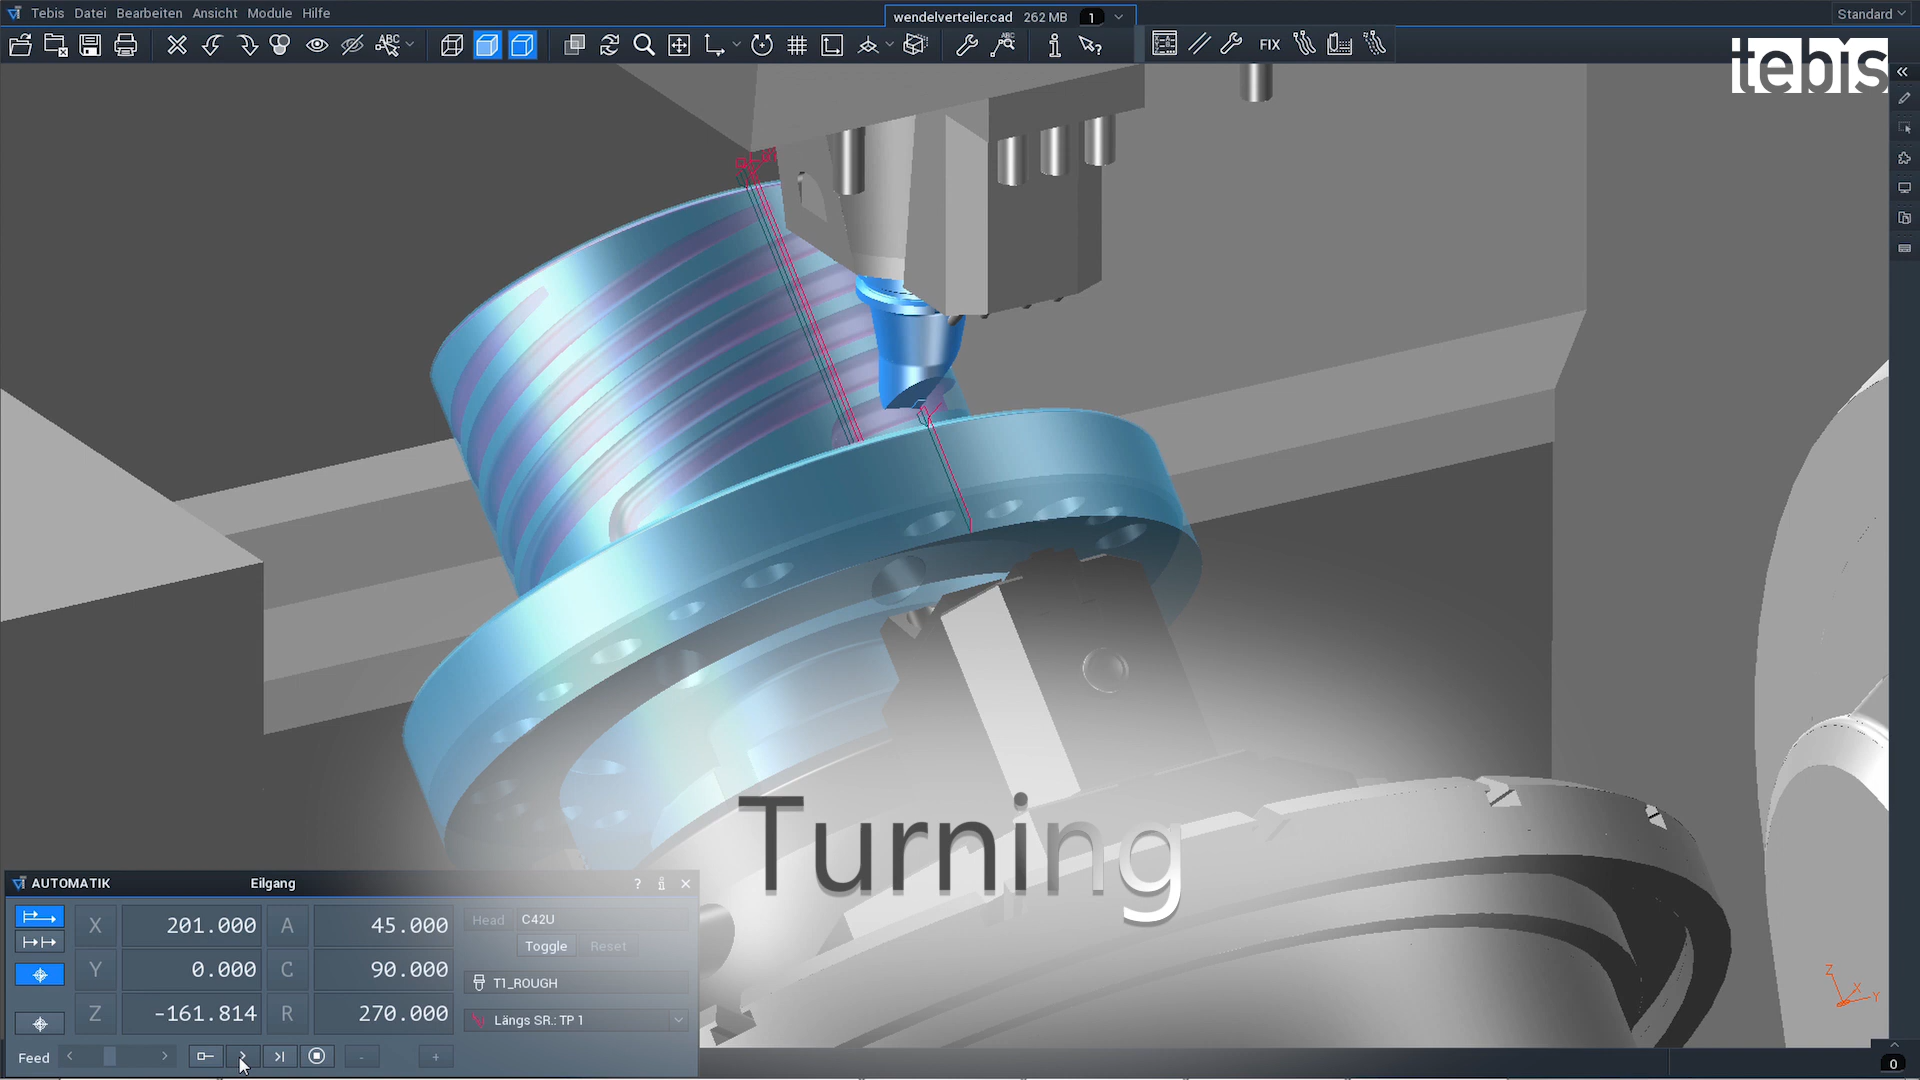 Tebis Datei Bearbeiten Ansicht Module Hilfe
wendelverteiler.cad 262 MB 1
Standard
ABC
ABC
FIX
tebis
Turning
AUTOMATIK Eilgang ? i
X 201.000 A 45.000
Head C42U
Toggle Reset
Y 0.000 C 90.000
T1_ROUGH
Z -161.814 R 270.000
Längs SR.: TP 1
Feed - +
Z
X
Y
0